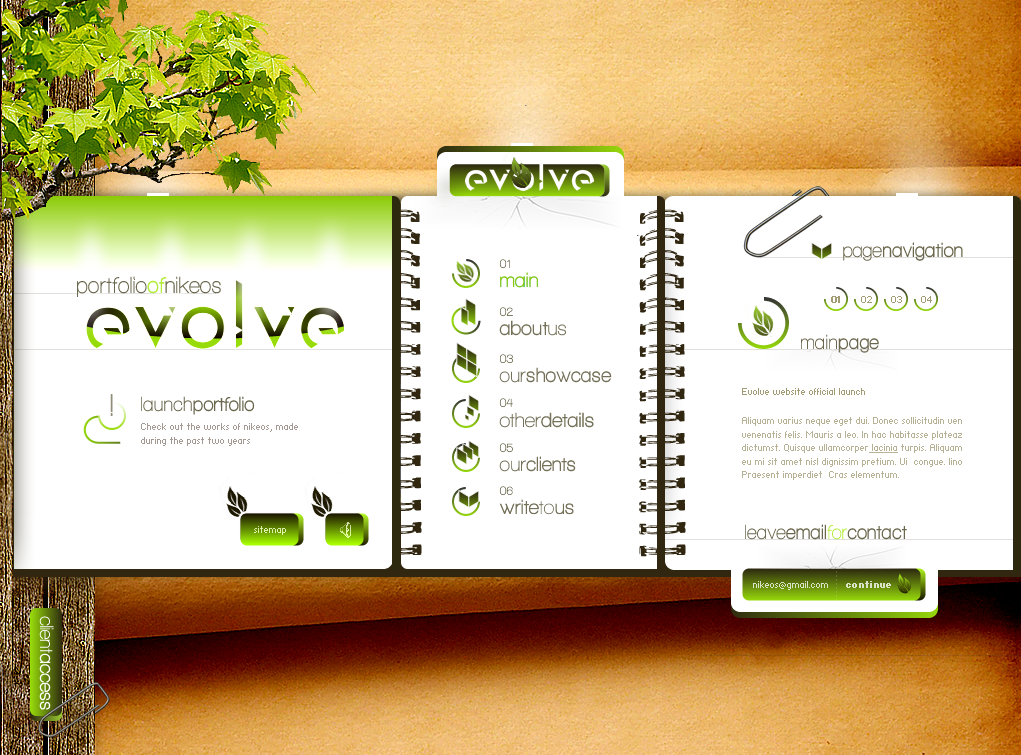 evolve
portfolioofnikeos
evolve
launchportfolio
Check out the works of nikeos, made
during the past two years
sitemap
clientaccess
01
main
02
aboutus
03
ourshowcase
04
otherdetails
05
ourclients
06
writetous
pagenavigation
01 02 03 04
mainpage
Evolve website official launch
Aliquam varius neque eget dui. Donec sollicitudin ven
venenatis felis. Mauris a leo. In hac habitasse plateaz
dictumst. Quisque ullamcorper lacinia turpis. Aliquam
eu mi sit amet nisl dignissim pretium. Ui congue. lino
Praesent imperdiet Cras elementum.
leaveemailforcontact
nikeos@gmail.com continue